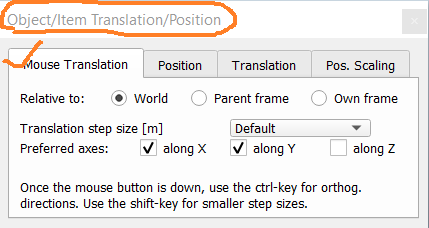 Object/Item Translation/Position
Mouse Translation Position Translation Pos. Scaling
Relative to: World Parent frame Own frame
Translation step size [m] Default
Preferred axes: along X along Y along Z
Once the mouse button is down, use the ctrl-key for orthog.
directions. Use the shift-key for smaller step sizes.